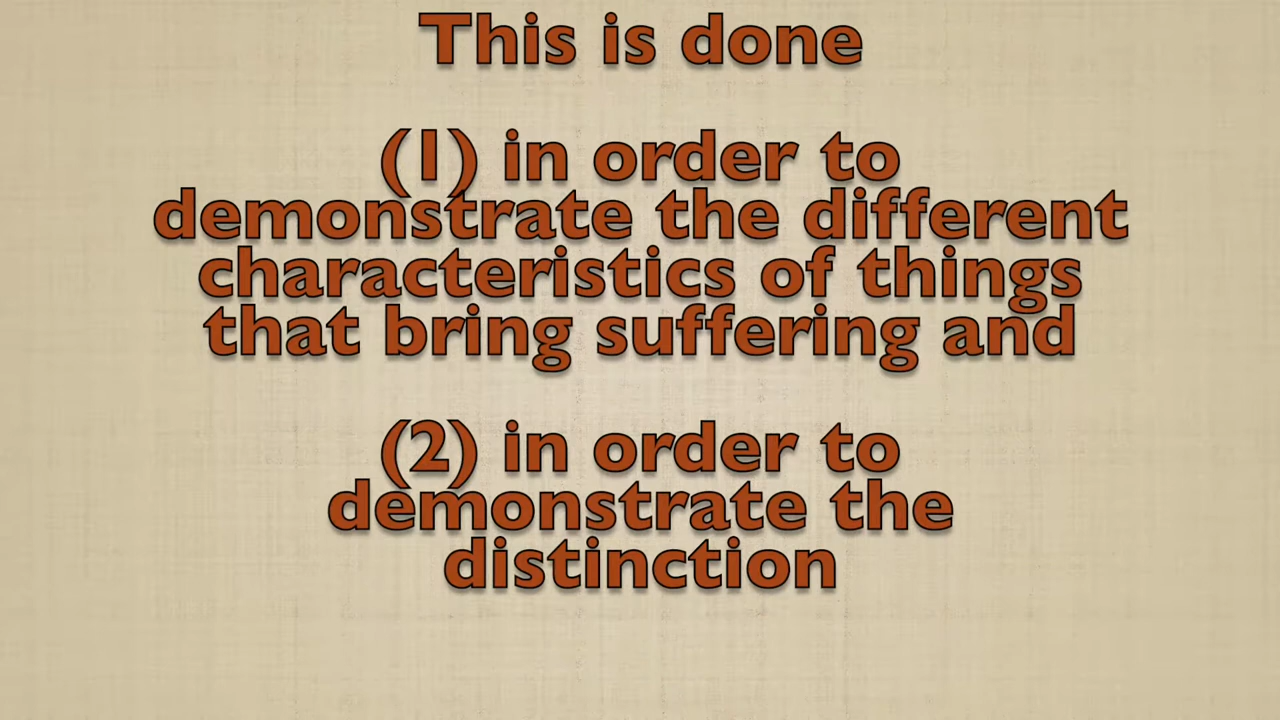 This is done
(1) in order to
demonstrate the different
characteristics of things
that bring suffering and
(2) in order to
demonstrate the
distinction